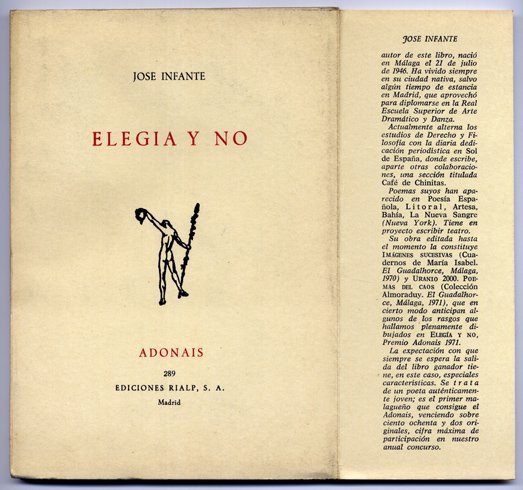 JOSE INFANTE
ELEGIA Y NO
ADONAIS
289
EDICIONES RIALP, S. A.
Madrid
JOSE INFANTE
autor de este libro, nació
en Málaga el 21 de julio
de 1946. Ha vivido siempre
en su ciudad nativa, salvo
algún tiempo de estancia
en Madrid, que aprovechó
para diplomarse en la Real
Escuela Superior de Arte
Dramático y Danza.
Actualmente alterna los
estudios de Derecho y Fi-
losofía con la diaria dedi-
cación periodística en Sol
de España, donde escribe,
aparte otras colaboracio-
nes, una sección titulada
Café de Chinitas.
Poemas suyos han apa-
recido en Poesía Espa-
ñola, Litoral, Artesa,
Bahía, La Nueva Sangre
(Nueva York). Tiene en
proyecto escribir teatro.
Su obra editada hasta
el momento la constituye
IMÁGENES SUCESIVAS (Cua-
dernos de María Isabel.
El Guadalhorce, Málaga,
1970) y URANIO 2000. POE-
MAS DEL CAOS (Colección
Almoraduy. El Guadalhor-
ce, Málaga, 1971), que en
cierto modo anticipan al-
gunos de los rasgos que
hallamos plenamente di-
bujados en ELEGÍA Y NO,
Premio Adonais 1971.
La expectación con que
siempre se espera la sali-
da del libro ganador tie-
ne, en este caso, especiales
características. Se trata
de un poeta auténticamen-
te joven; es el primer ma-
lagueño que consigue el
Adonais, venciendo sobre
ciento ochenta y dos ori-
ginales, cifra máxima de
participación en nuestro
anual concurso.